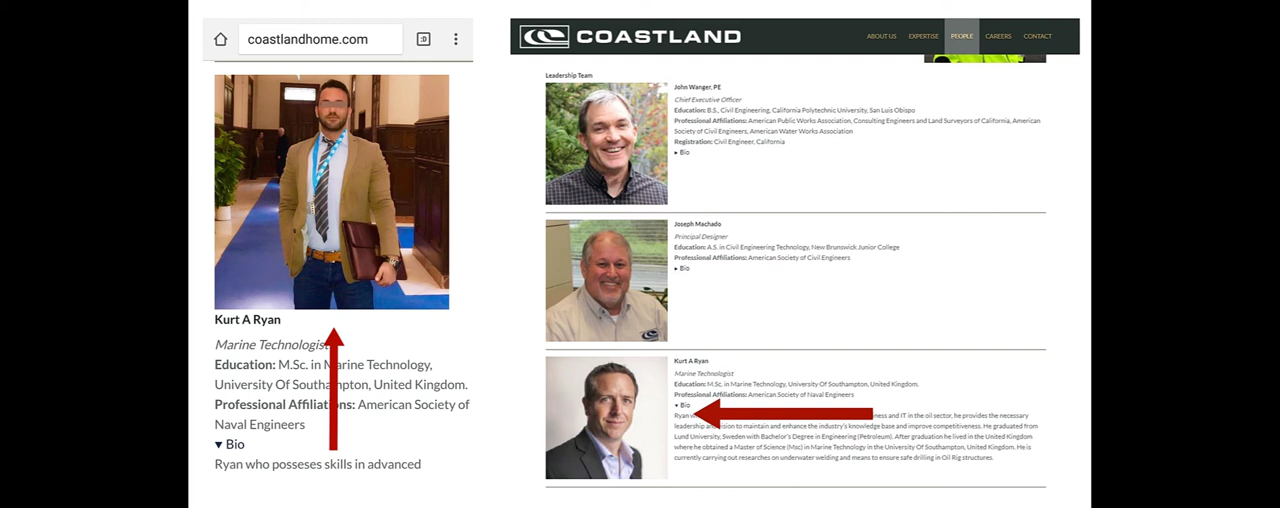 coastlandhome.com
:D
Kurt A Ryan
Marine Technologist
Education: M.Sc. in Marine Technology,
University Of Southampton, United Kingdom.
Professional Affiliations: American Society of
Naval Engineers
▾ Bio
Ryan who posseses skills in advanced
COASTLAND
ABOUT US EXPERTISE PEOPLE CAREERS CONTACT
Leadership Team
John Wanger, PE
Chief Executive Officer
Education: B.S., Civil Engineering, California Polytechnic University, San Luis Obispo
Professional Affiliations: American Public Works Association, Consulting Engineers and Land Surveyors of California, American
Society of Civil Engineers, American Water Works Association
Registration: Civil Engineer, California
▸ Bio
Joseph Machado
Principal Designer
Education: A.S. in Civil Engineering Technology, New Brunswick Junior College
Professional Affiliations: American Society of Civil Engineers
▸ Bio
Kurt A Ryan
Marine Technologist
Education: M.Sc. in Marine Technology, University Of Southampton, United Kingdom.
Professional Affiliations: American Society of Naval Engineers
▾ Bio
Ryan and IT in the oil sector, he provides the necessary
leadership to maintain and enhance the industry's knowledge base and improve competitiveness. He graduated from
Lund University, Sweden with Bachelor's Degree in Engineering (Petroleum). After graduation he lived in the United Kingdom
where he obtained a Master of Science (Msc) in Marine Technology in the University Of Southampton, United Kingdom. He is
currently carrying out researches on underwater welding and means to ensure safe drilling in Oil Rig structures.